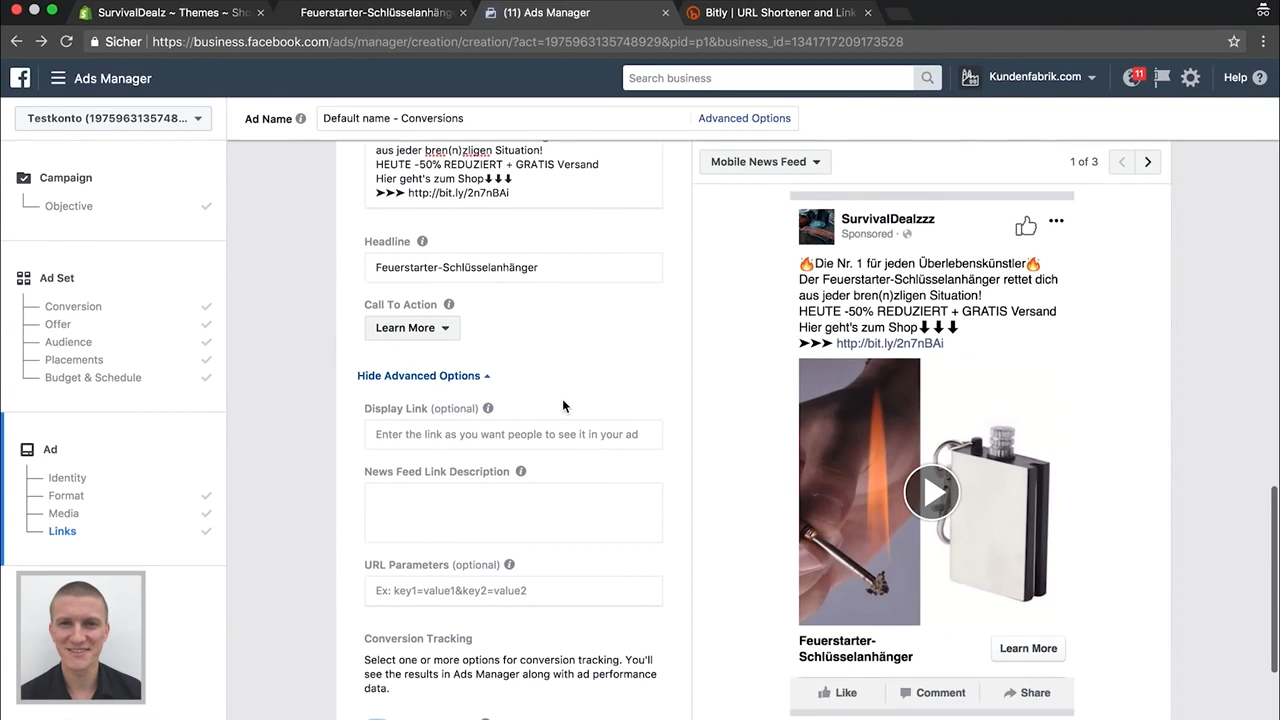 SurvivalDealz ~ Themes ~ Sho
Feuerstarter-Schlüsselanhäng
(11) Ads Manager
Bitly | URL Shortener and Link
Sicher
https://business.facebook.com/ads/manager/creation/creation/?act=1975963135748929&pid=p1&business_id=1341717209173528
Ads Manager
Search business
Kundenfabrik.com
11
Help
Testkonto (19759631357​48...
Ad Name
Default name - Conversions
Advanced Options
Campaign
Objective
Ad Set
Conversion
Offer
Audience
Placements
Budget & Schedule
Ad
Identity
Format
Media
Links
aus jeder bren(n)zligen Situation!
HEUTE -50% REDUZIERT + GRATIS Versand
Hier geht's zum Shop⬇⬇⬇
➤➤➤ http://bit.ly/2n7nBAi
Headline
Feuerstarter-Schlüsselanhänger
Call To Action
Learn More
Hide Advanced Options
Display Link (optional)
Enter the link as you want people to see it in your ad
News Feed Link Description
URL Parameters (optional)
Ex: key1=value1&key2=value2
Conversion Tracking
Select one or more options for conversion tracking. You'll
see the results in Ads Manager along with ad performance
data.
Mobile News Feed
1 of 3
SurvivalDealzzz
Sponsored ·
🔥Die Nr. 1 für jeden Überlebenskünstler🔥
Der Feuerstarter-Schlüsselanhänger rettet dich
aus jeder bren(n)zligen Situation!
HEUTE -50% REDUZIERT + GRATIS Versand
Hier geht's zum Shop⬇⬇⬇
➤➤➤ http://bit.ly/2n7nBAi
Feuerstarter-
Schlüsselanhänger
Learn More
Like
Comment
Share